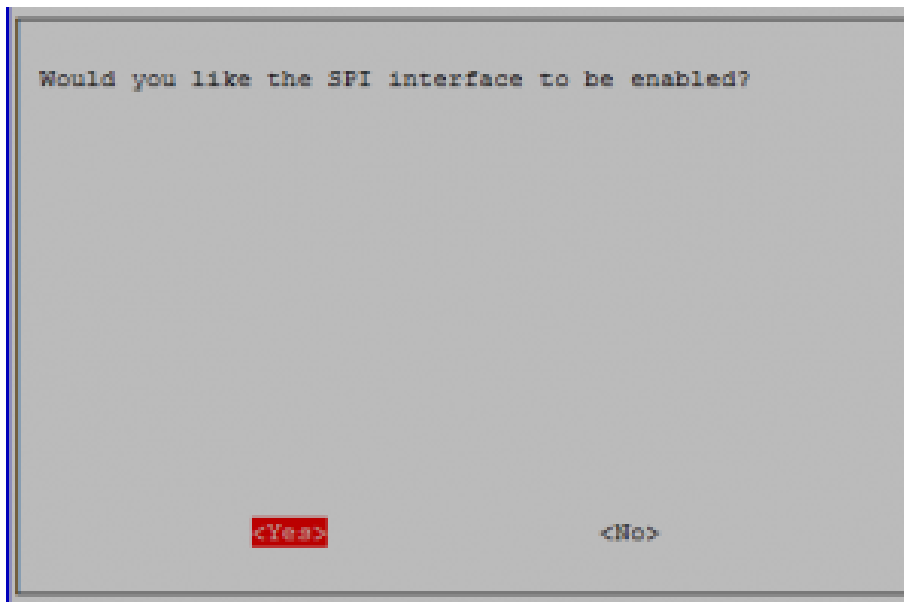 Would you like the SPI interface to be enabled?
<Yes> <No>